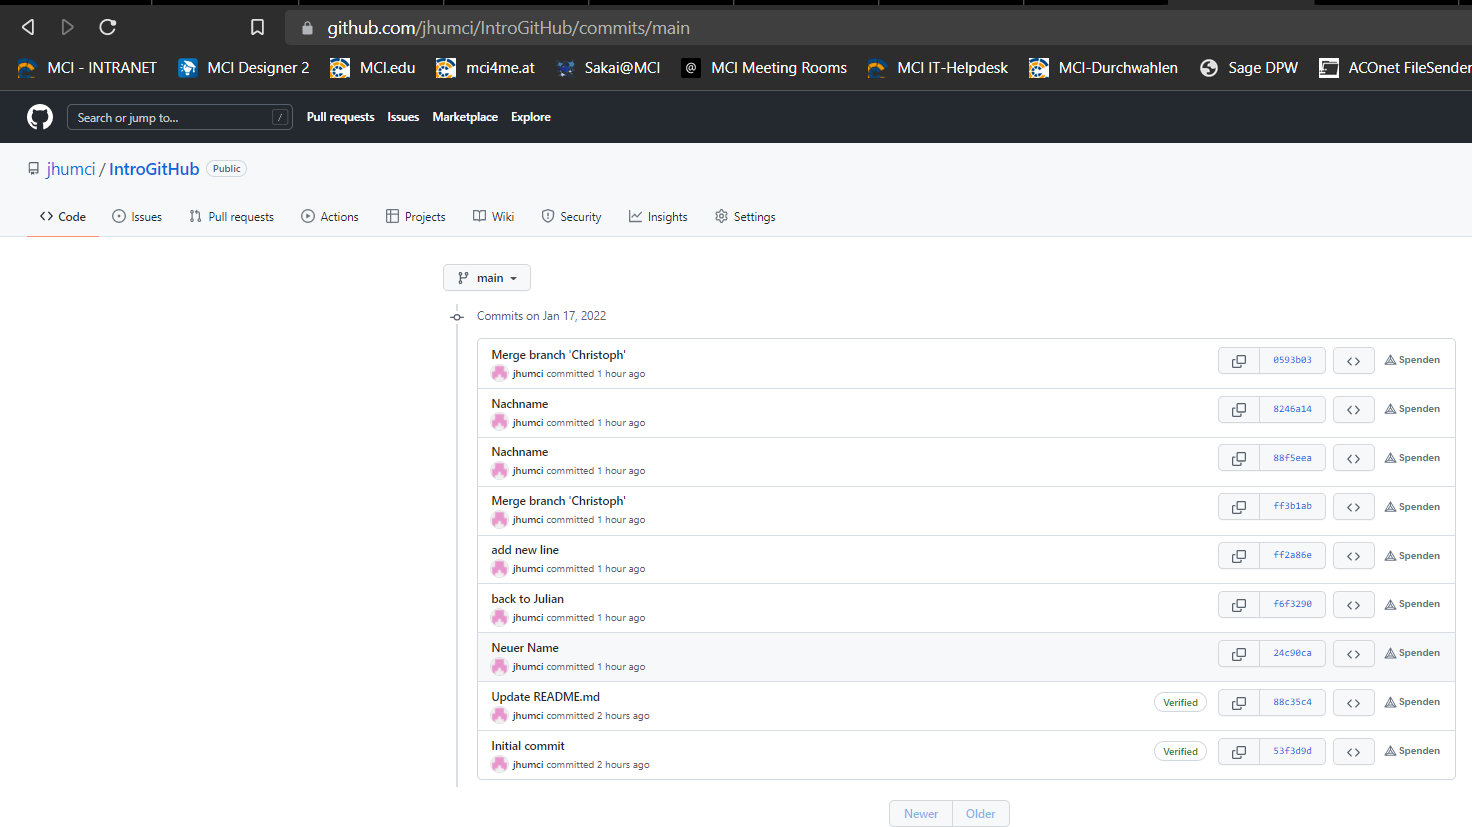 github.com/jhumci/IntroGitHub/commits/main
MCI - INTRANET MCI Designer 2 MCI.edu mci4me.at Sakai@MCI @ MCI Meeting Rooms MCI IT-Helpdesk MCI-Durchwahlen Sage DPW ACOnet FileSender
Search or jump to... / Pull requests Issues Marketplace Explore
jhumci / IntroGitHub Public
<> Code Issues Pull requests Actions Projects Wiki Security Insights Settings
main
Commits on Jan 17, 2022
Merge branch 'Christoph'
jhumci committed 1 hour ago 0593b03 <> Spenden
Nachname
jhumci committed 1 hour ago 8246a14 <> Spenden
Nachname
jhumci committed 1 hour ago 88f5eea <> Spenden
Merge branch 'Christoph'
jhumci committed 1 hour ago ff3b1ab <> Spenden
add new line
jhumci committed 1 hour ago ff2a86e <> Spenden
back to Julian
jhumci committed 1 hour ago f6f3290 <> Spenden
Neuer Name
jhumci committed 1 hour ago 24c90ca <> Spenden
Update README.md
jhumci committed 2 hours ago Verified 88c35c4 <> Spenden
Initial commit
jhumci committed 2 hours ago Verified 53f3d9d <> Spenden
Newer Older